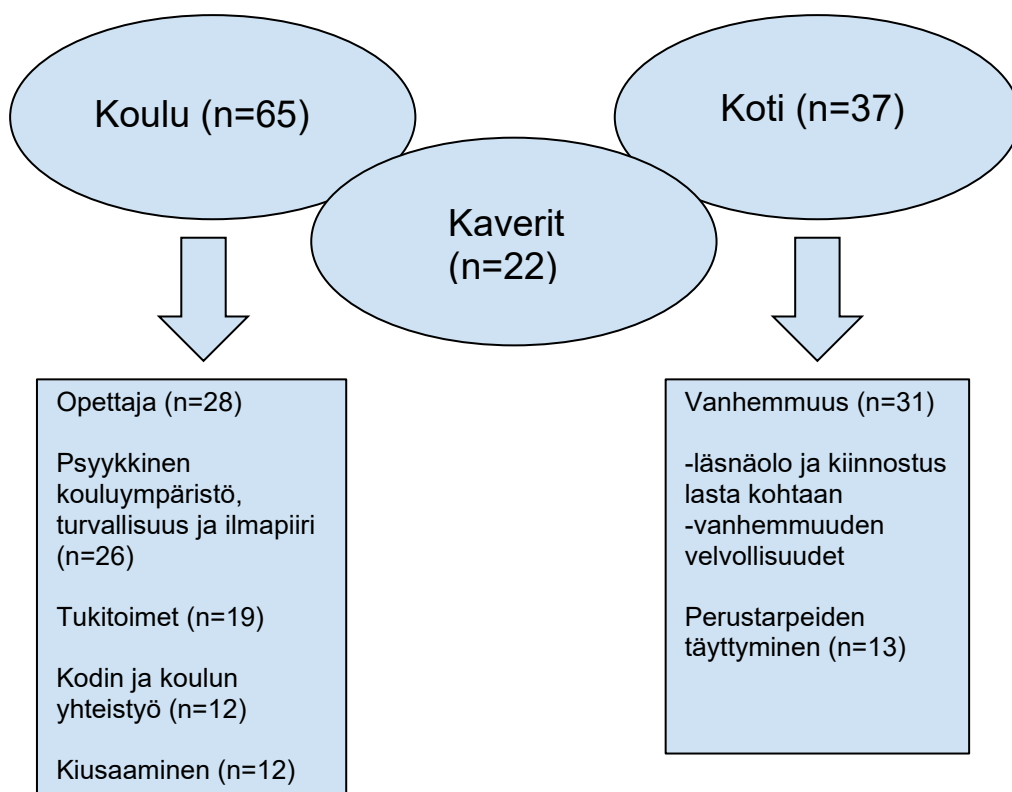 Koulu (n=65)
Koti (n=37)
Kaverit
(n=22)
Opettaja (n=28)
Psyykkinen
kouluympäristö,
turvallisuus ja ilmapiiri
(n=26)
Tukitoimet (n=19)
Kodin ja koulun
yhteistyö (n=12)
Kiusaaminen (n=12)
Vanhemmuus (n=31)
-läsnäolo ja kiinnostus
lasta kohtaan
-vanhemmuuden
velvollisuudet
Perustarpeiden
täyttyminen (n=13)